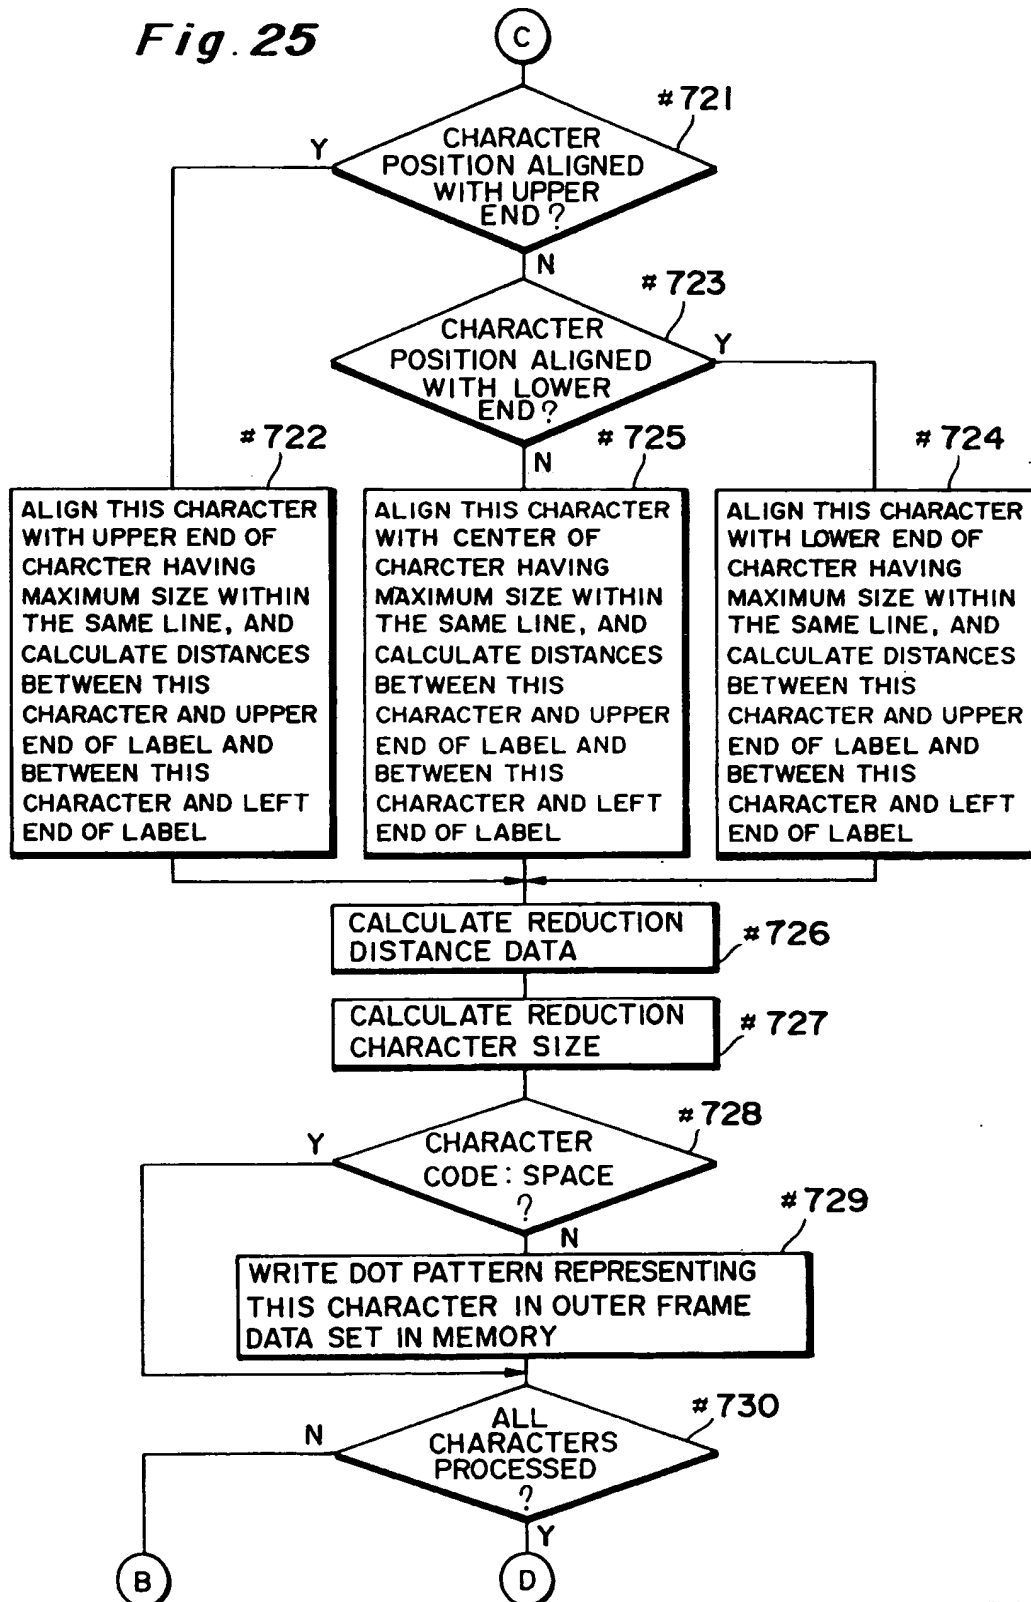 Fig. 25
C
#721
CHARACTER
POSITION ALIGNED
WITH UPPER
END?
Y
N
#723
CHARACTER
POSITION ALIGNED
WITH LOWER
END?
Y
N
#722
ALIGN THIS CHARACTER
WITH UPPER END OF
CHARCTER HAVING
MAXIMUM SIZE WITHIN
THE SAME LINE, AND
CALCULATE DISTANCES
BETWEEN THIS
CHARACTER AND UPPER
END OF LABEL AND
BETWEEN THIS
CHARACTER AND LEFT
END OF LABEL
#725
ALIGN THIS CHARACTER
WITH CENTER OF
CHARCTER HAVING
MAXIMUM SIZE WITHIN
THE SAME LINE, AND
CALCULATE DISTANCES
BETWEEN THIS
CHARACTER AND UPPER
END OF LABEL AND
BETWEEN THIS
CHARACTER AND LEFT
END OF LABEL
#724
ALIGN THIS CHARACTER
WITH LOWER END OF
CHARCTER HAVING
MAXIMUM SIZE WITHIN
THE SAME LINE, AND
CALCULATE DISTANCES
BETWEEN THIS
CHARACTER AND UPPER
END OF LABEL AND
BETWEEN THIS
CHARACTER AND LEFT
END OF LABEL
CALCULATE REDUCTION
DISTANCE DATA
#726
CALCULATE REDUCTION
CHARACTER SIZE
#727
#728
CHARACTER
CODE: SPACE
?
Y
N
#729
WRITE DOT PATTERN REPRESENTING
THIS CHARACTER IN OUTER FRAME
DATA SET IN MEMORY
#730
ALL
CHARACTERS
PROCESSED
?
N
Y
B
D